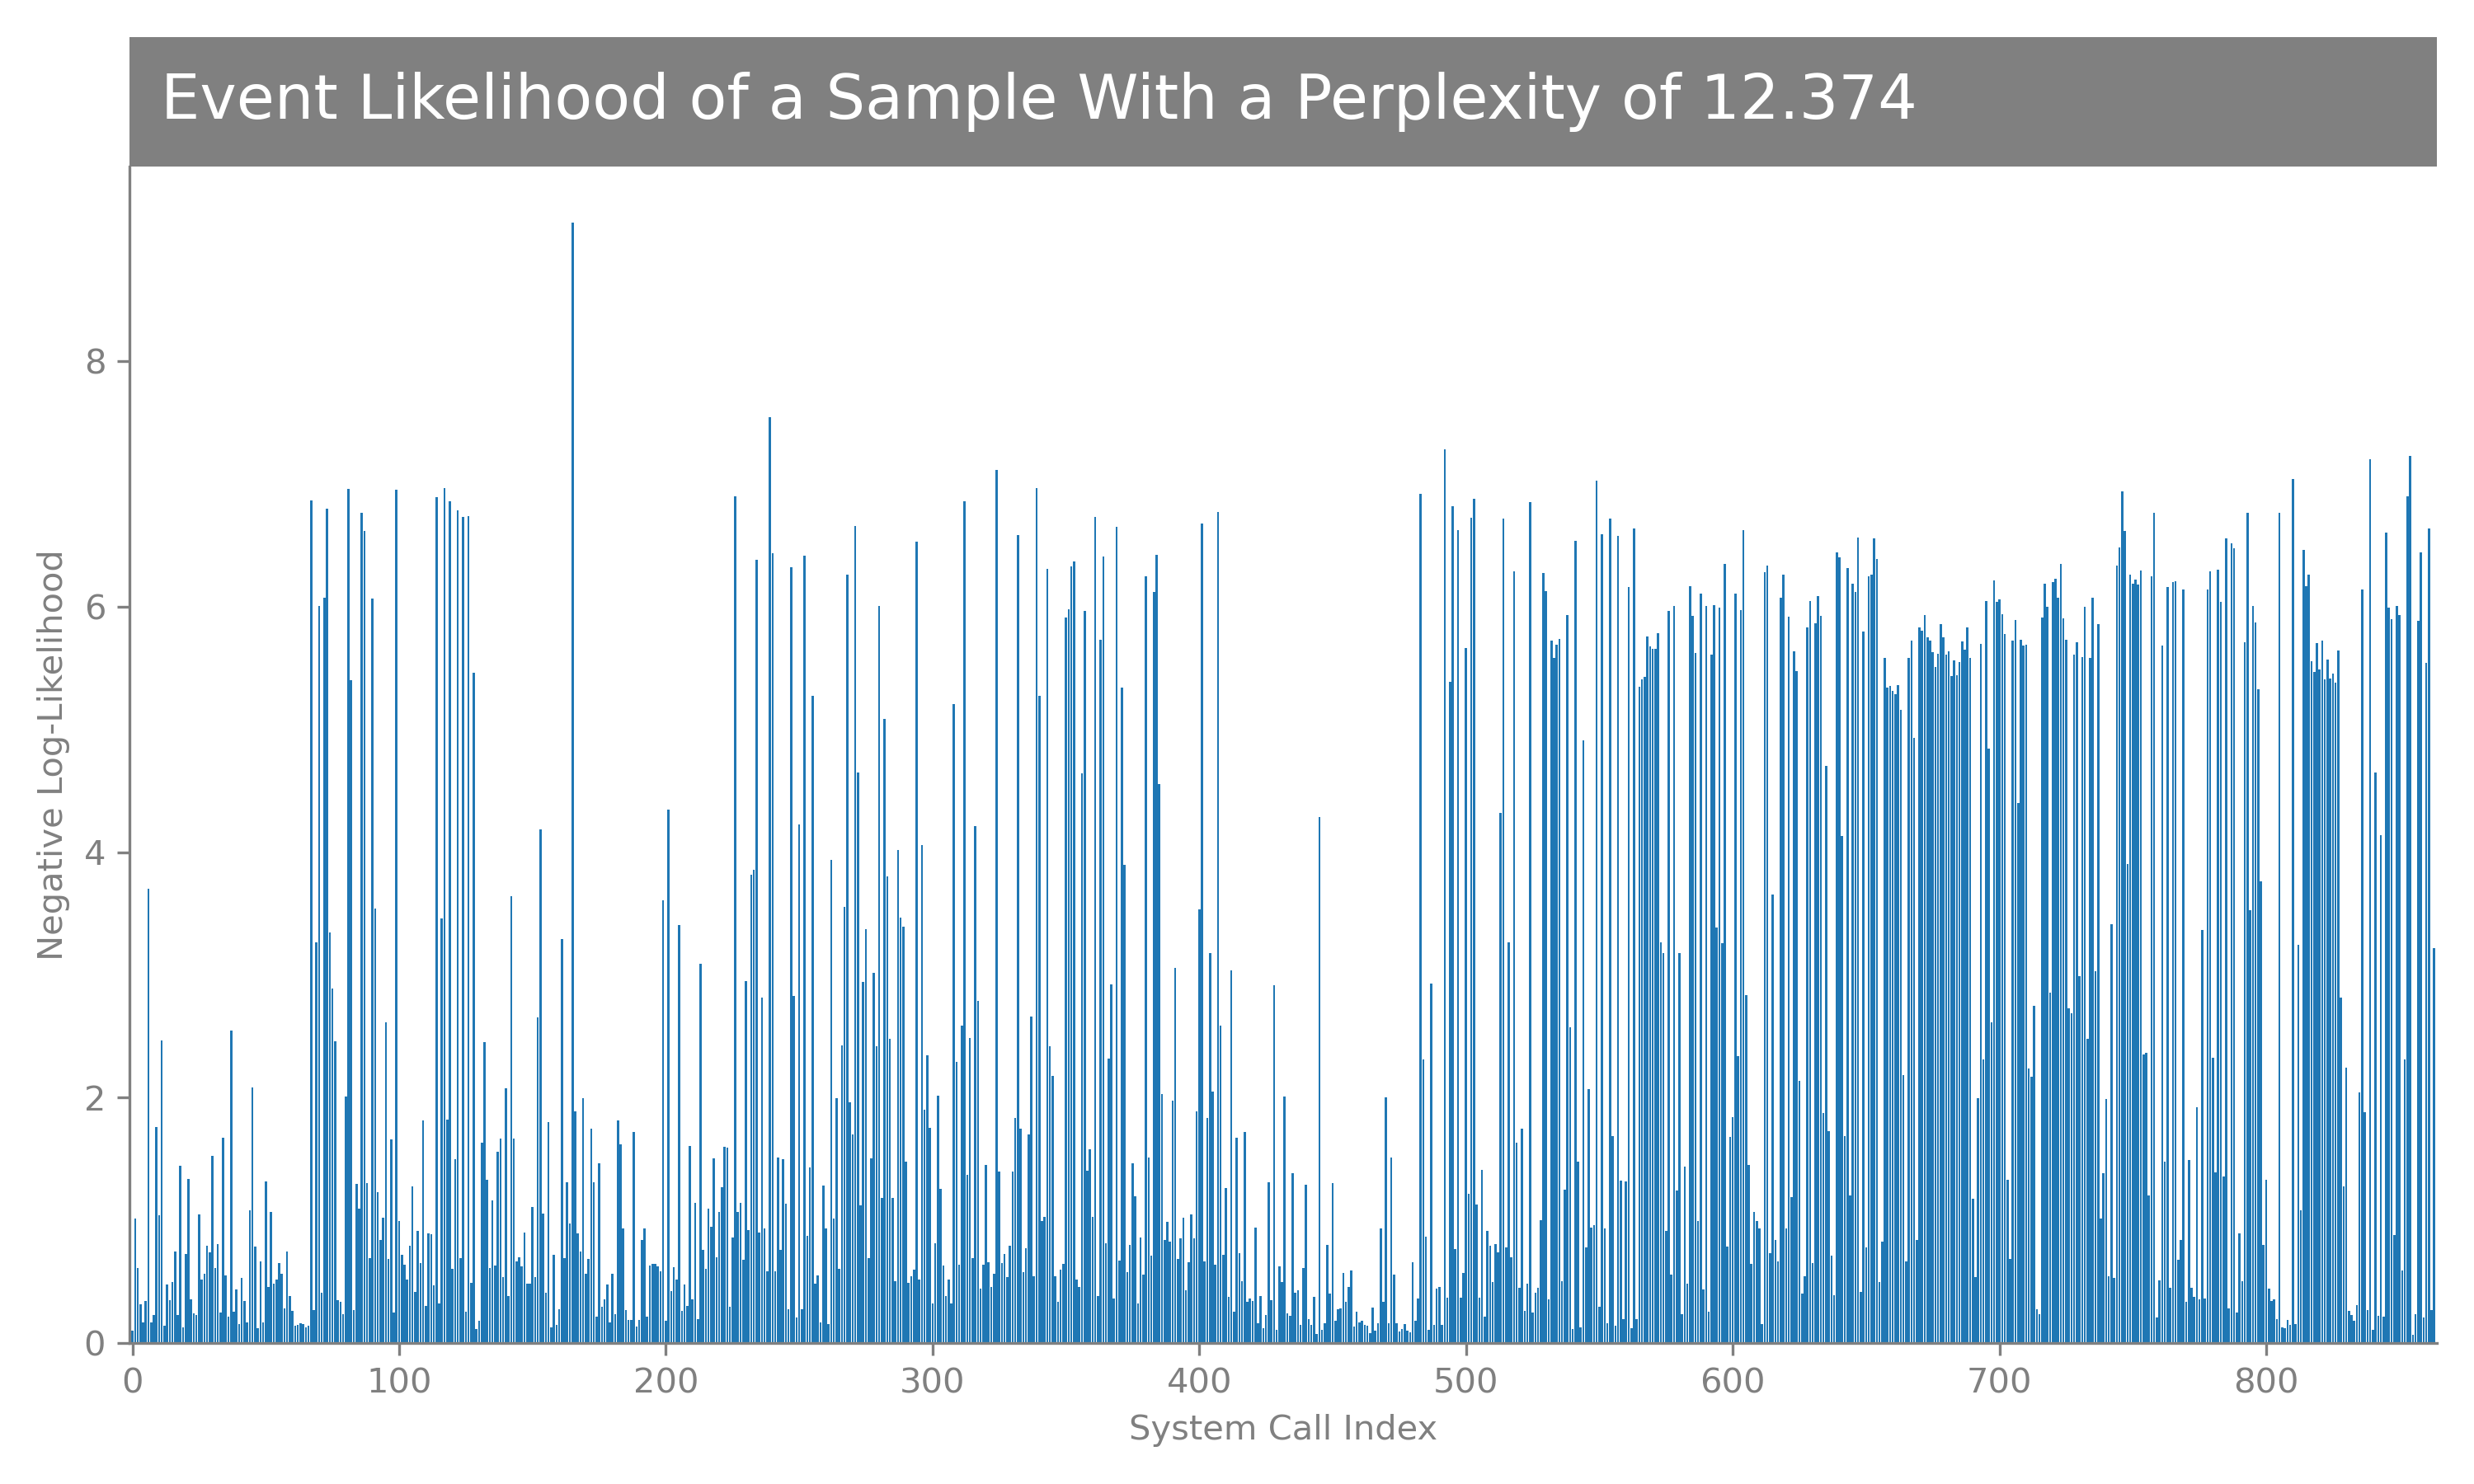 Event Likelihood of a Sample With a Perplexity of 12.374
Negative Log-Likelihood
8
6
4
2
0
0 100 200 300 400 500 600 700 800
System Call Index